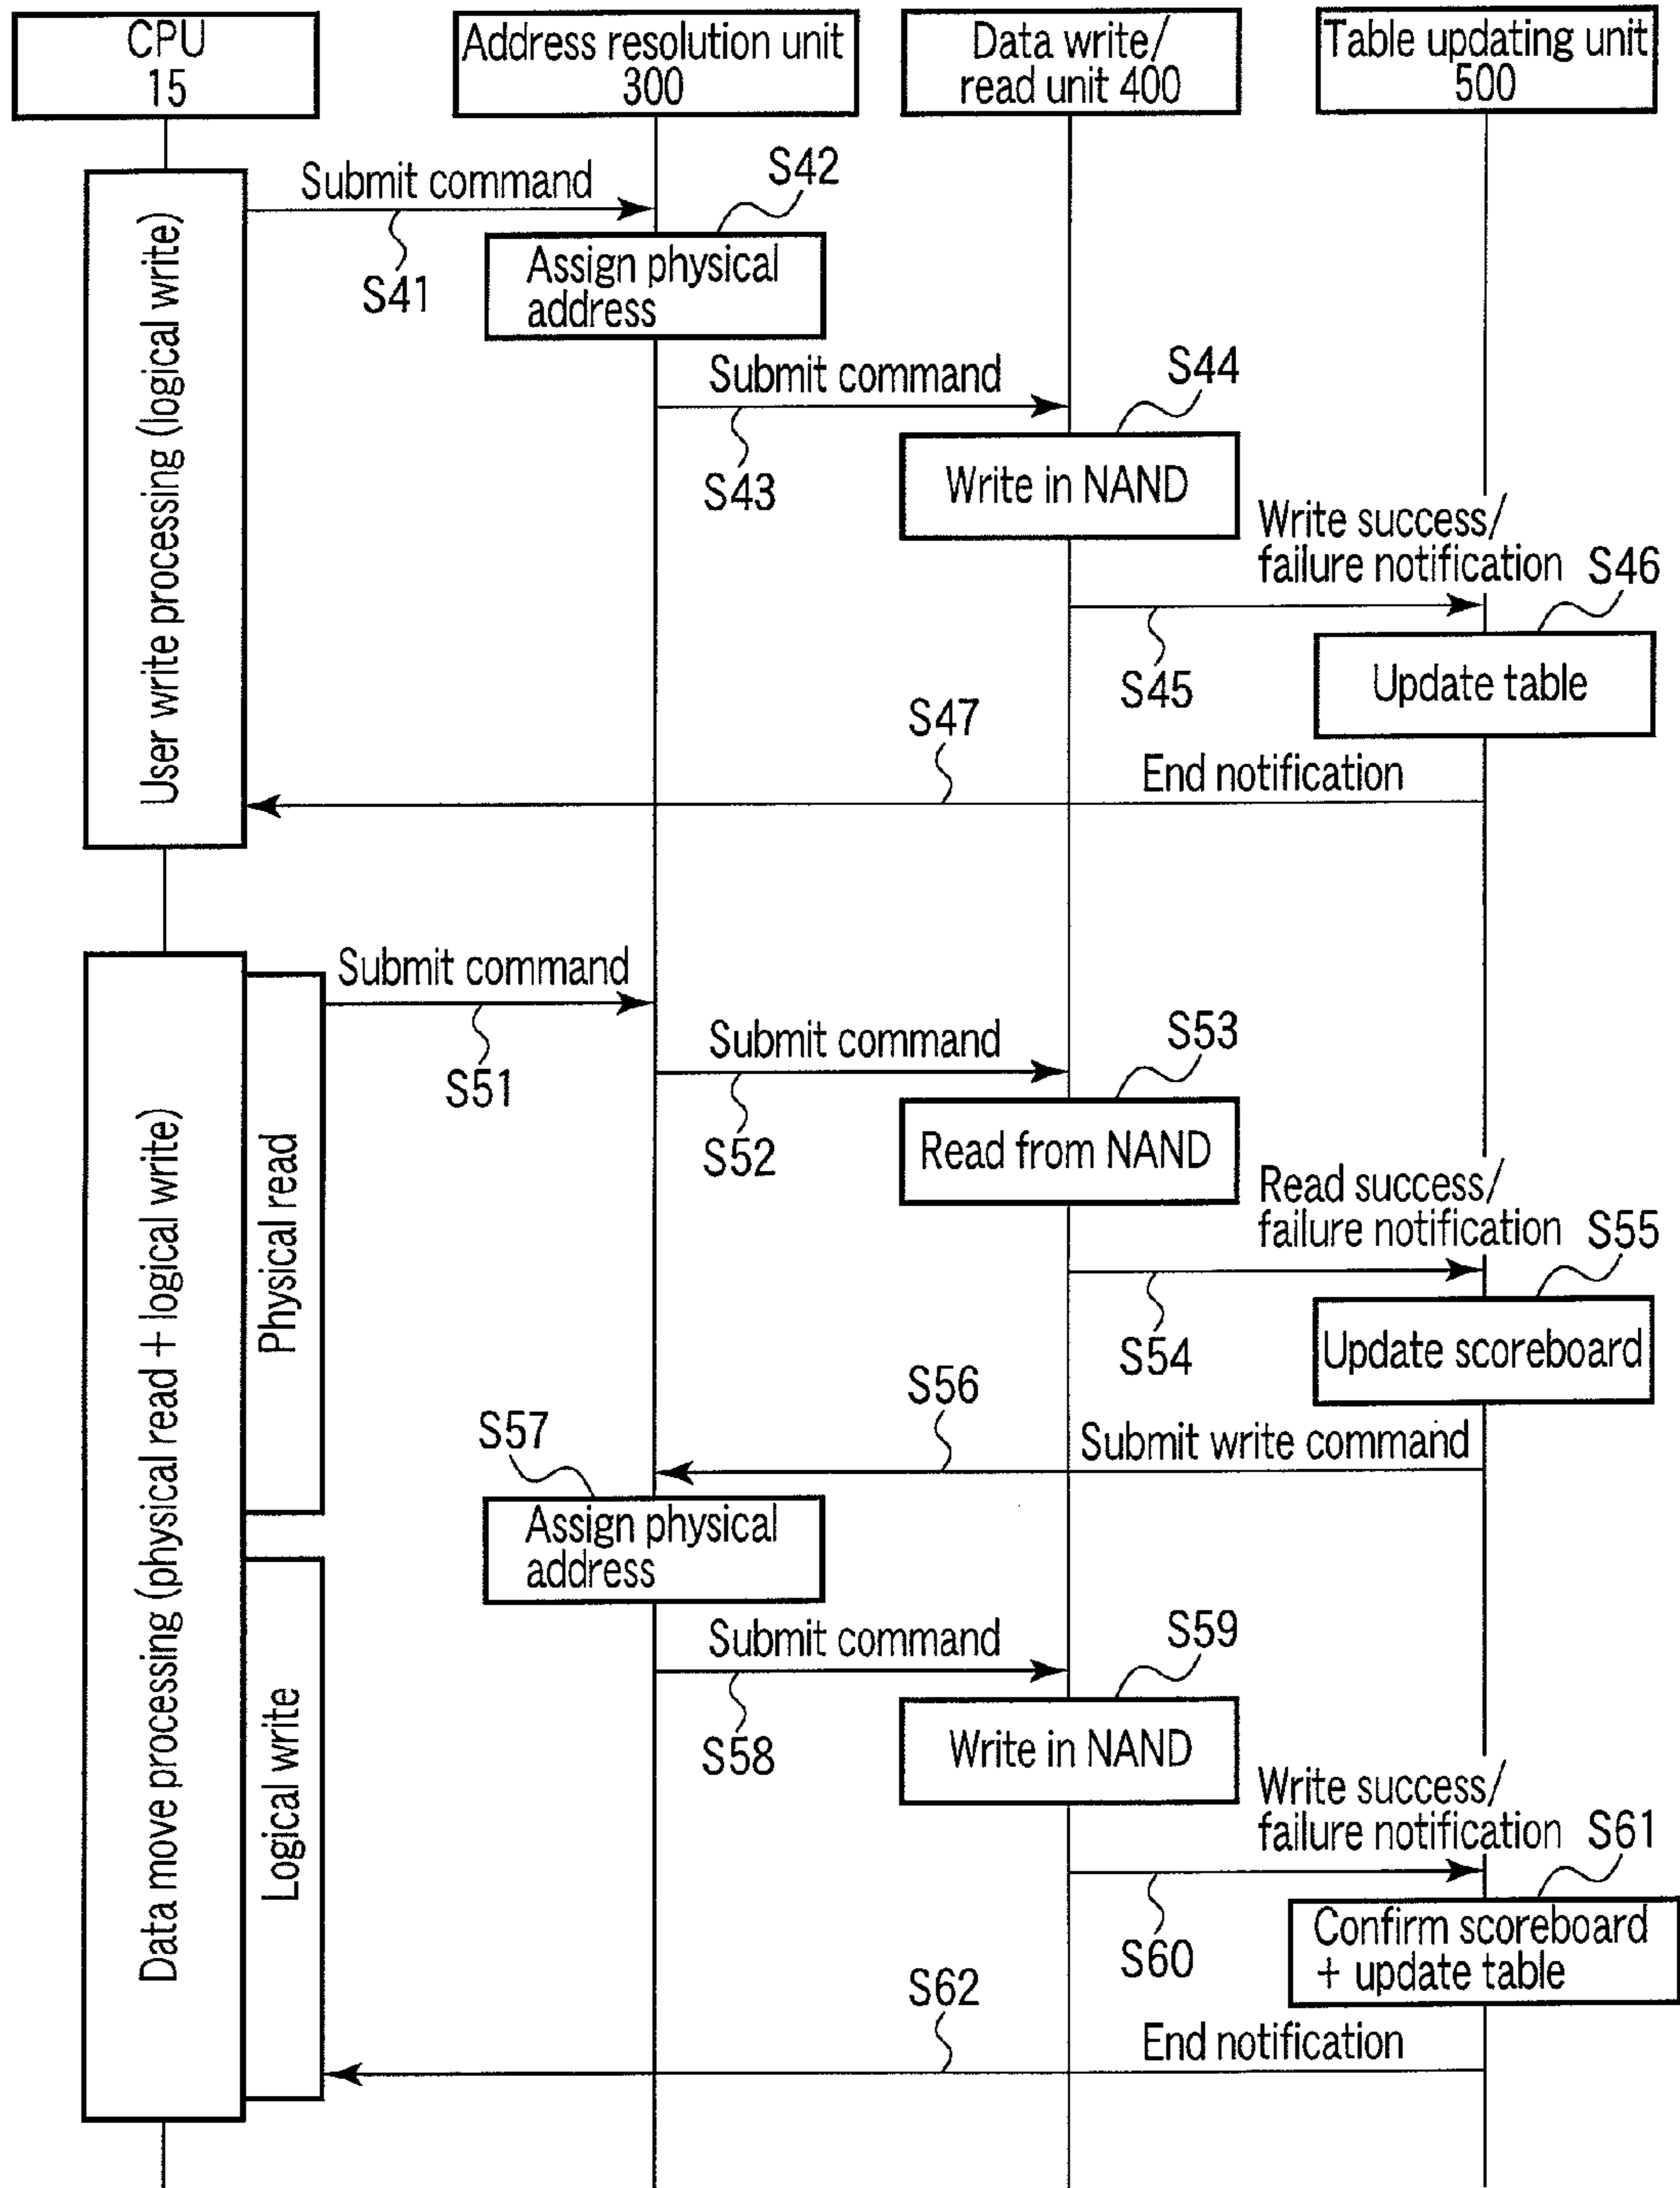 CPU
15
Address resolution unit
300
Data write/
read unit 400
Table updating unit
500
User write processing (logical write)
Submit command
S41
S42
Assign physical
address
Submit command
S43
S44
Write in NAND
Write success/
failure notification
S45
S46
Update table
S47
End notification
Data move processing (physical read + logical write)
Physical read
Submit command
S51
Submit command
S52
S53
Read from NAND
Read success/
failure notification
S54
S55
Update scoreboard
S56
Submit write command
S57
Assign physical
address
Logical write
Submit command
S58
S59
Write in NAND
Write success/
failure notification
S60
S61
Confirm scoreboard
+ update table
S62
End notification